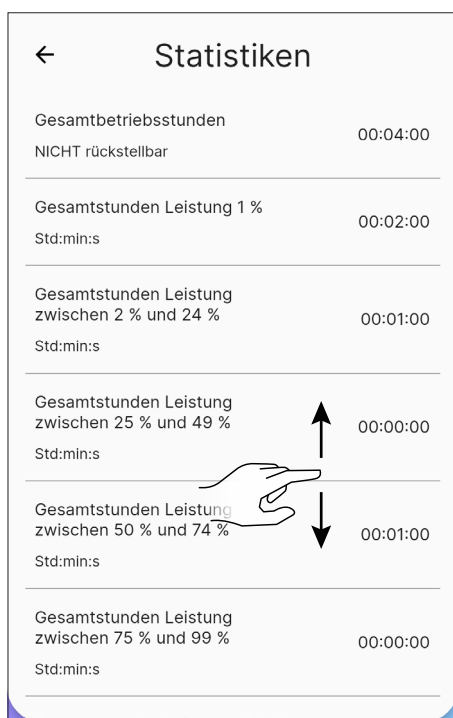 Statistiken
Gesamtbetriebsstunden
NICHT rückstellbar
00:04:00
Gesamtstunden Leistung 1 %
Std:min:s
00:02:00
Gesamtstunden Leistung
zwischen 2 % und 24 %
Std:min:s
00:01:00
Gesamtstunden Leistung
zwischen 25 % und 49 %
Std:min:s
00:00:00
Gesamtstunden Leistung
zwischen 50 % und 74 %
Std:min:s
00:01:00
Gesamtstunden Leistung
zwischen 75 % und 99 %
Std:min:s
00:00:00